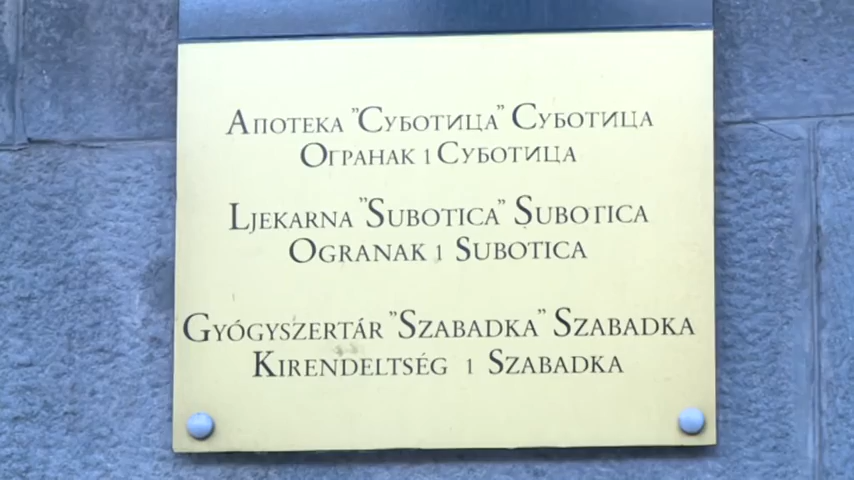 Апотека "Суботица" Суботица
Огранак 1 Суботица
Ljekarna "Subotica" Subotica
Ogranak 1 Subotica
Gyógyszertár "Szabadka" Szabadka
Kirendeltség 1 Szabadka